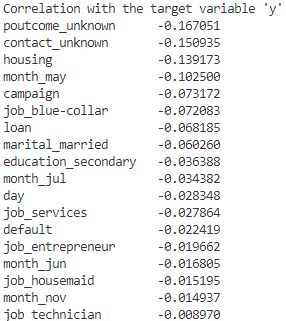 Correlation with the target variable 'y'
poutcome_unknown -0.167051
contact_unknown -0.150935
housing -0.139173
month_may -0.102500
campaign -0.073172
job_blue-collar -0.072083
loan -0.068185
marital_married -0.060260
education_secondary -0.036388
month_jul -0.034382
day -0.028348
job_services -0.027864
default -0.022419
job_entrepreneur -0.019662
month_jun -0.016805
job_housemaid -0.015195
month_nov -0.014937
job_technician -0.008970